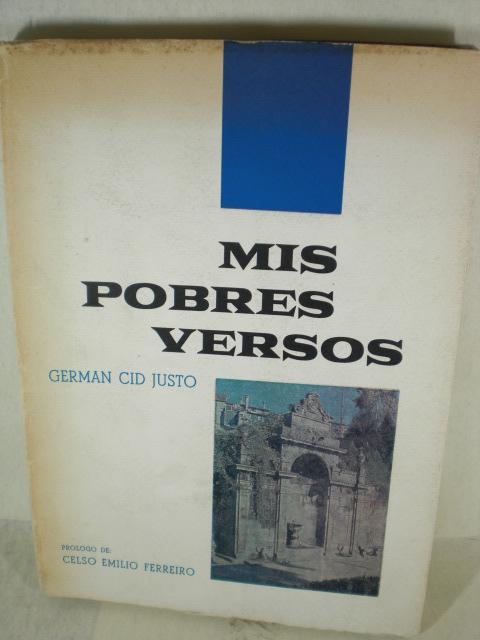 MIS
POBRES
VERSOS
GERMAN CID JUSTO
PROLOGO DE:
CELSO EMILIO FERREIRO